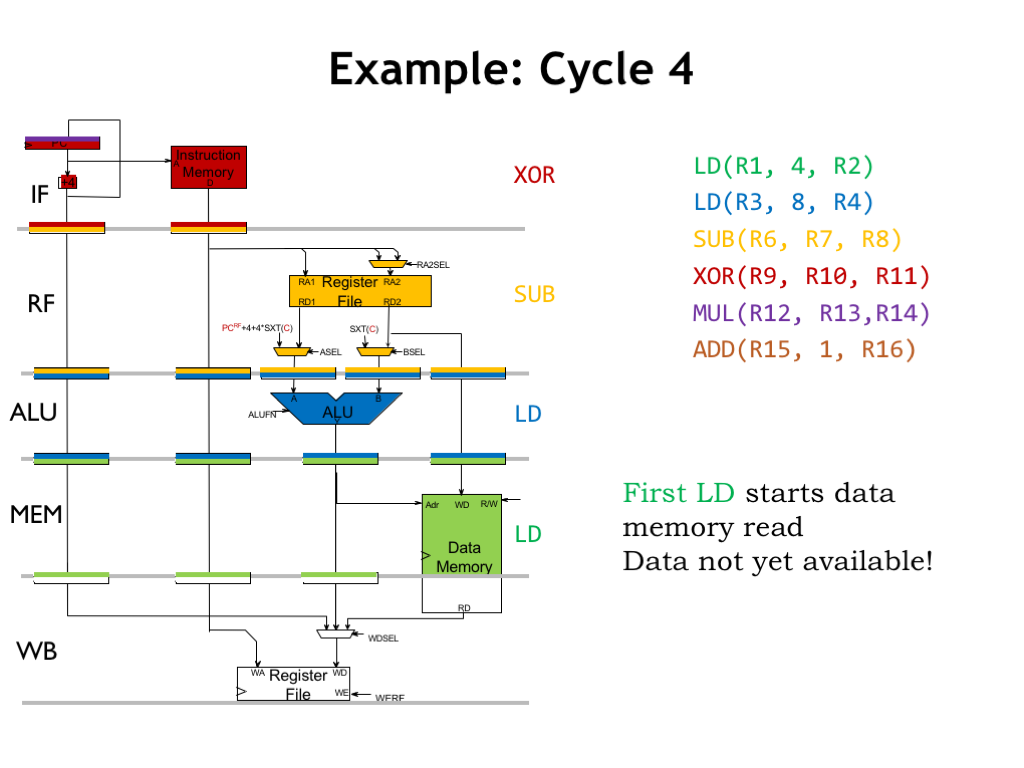 Example: Cycle 4
PC
+4
A
Instruction
Memory
D
IF
XOR
LD(R1, 4, R2)
LD(R3, 8, R4)
SUB(R6, R7, R8)
XOR(R9, R10, R11)
MUL(R12, R13,R14)
ADD(R15, 1, R16)
RA2SEL
RA1 Register RA2
File
RD1 RD2
RF
SUB
PCRF+4+4*SXT(C)
SXT(C)
ASEL
BSEL
ALU
A B
ALUFN
ALU
LD
MEM
Adr WD R/W
Data
Memory
RD
LD
First LD starts data
memory read
Data not yet available!
WB
WDSEL
WA Register WD
File
WE
WERF